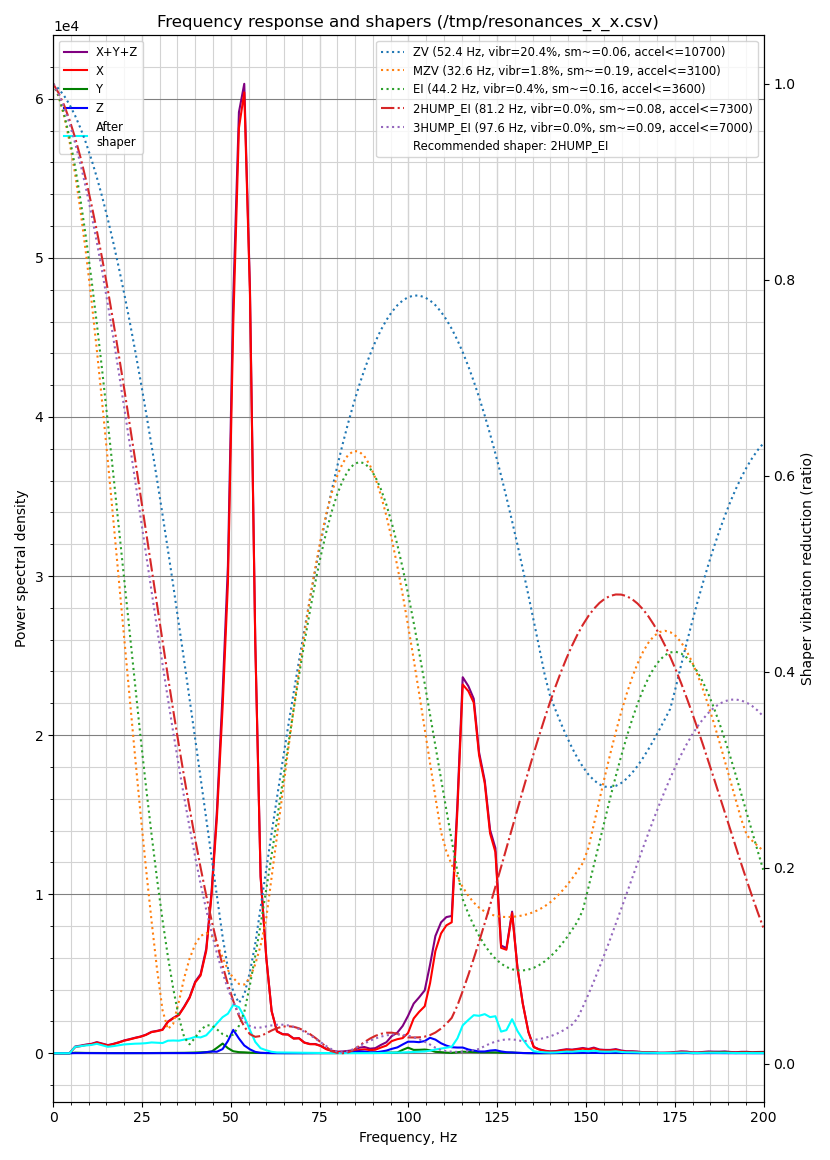 Frequency response and shapers (/tmp/resonances_x_x.csv)
1e4
X+Y+Z
X
Y
Z
After
shaper
ZV (52.4 Hz, vibr=20.4%, sm~=0.06, accel<=10700)
MZV (32.6 Hz, vibr=1.8%, sm~=0.19, accel<=3100)
EI (44.2 Hz, vibr=0.4%, sm~=0.16, accel<=3600)
2HUMP_EI (81.2 Hz, vibr=0.0%, sm~=0.08, accel<=7300)
3HUMP_EI (97.6 Hz, vibr=0.0%, sm~=0.09, accel<=7000)
Recommended shaper: 2HUMP_EI
Power spectral density
6
5
4
3
2
1
0
1.0
0.8
0.6
0.4
0.2
0.0
Shaper vibration reduction (ratio)
0 25 50 75 100 125 150 175 200
Frequency, Hz